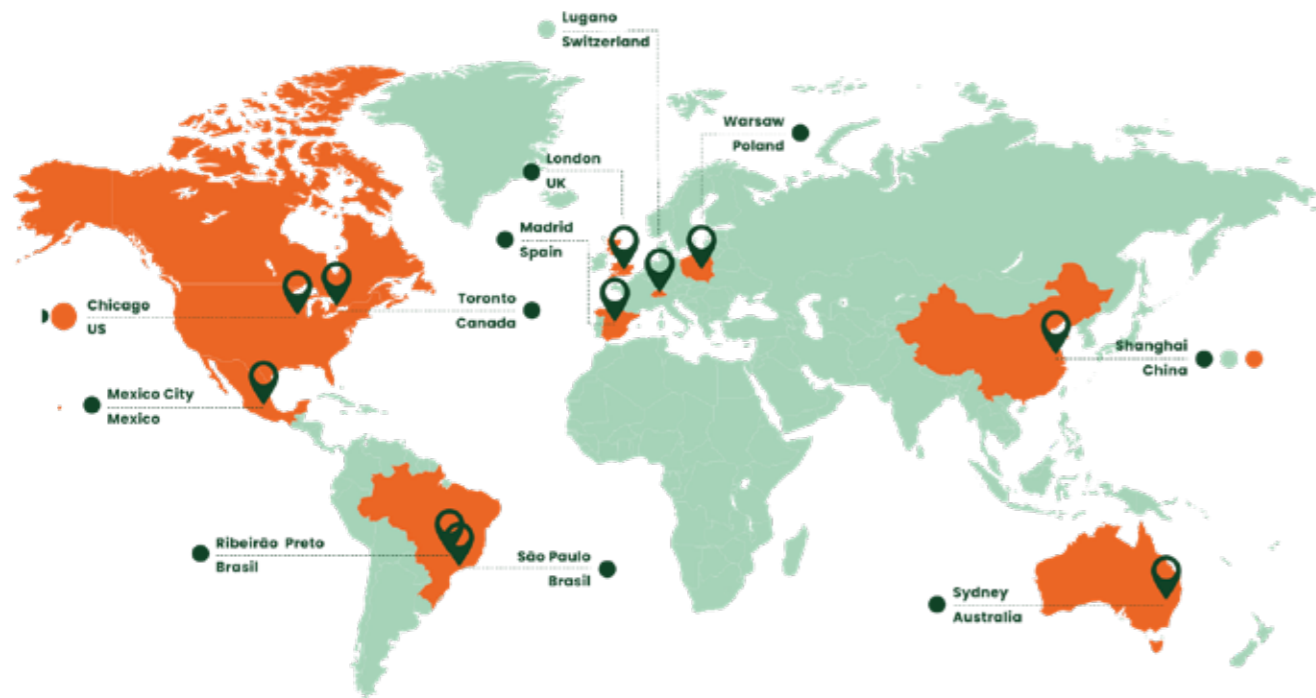 Lugano
Switzerland
Warsaw
Poland
London
UK
Madrid
Spain
Chicago
US
Toronto
Canada
Shanghai
China
Mexico City
Mexico
Ribeirão Preto
Brasil
São Paulo
Brasil
Sydney
Australia